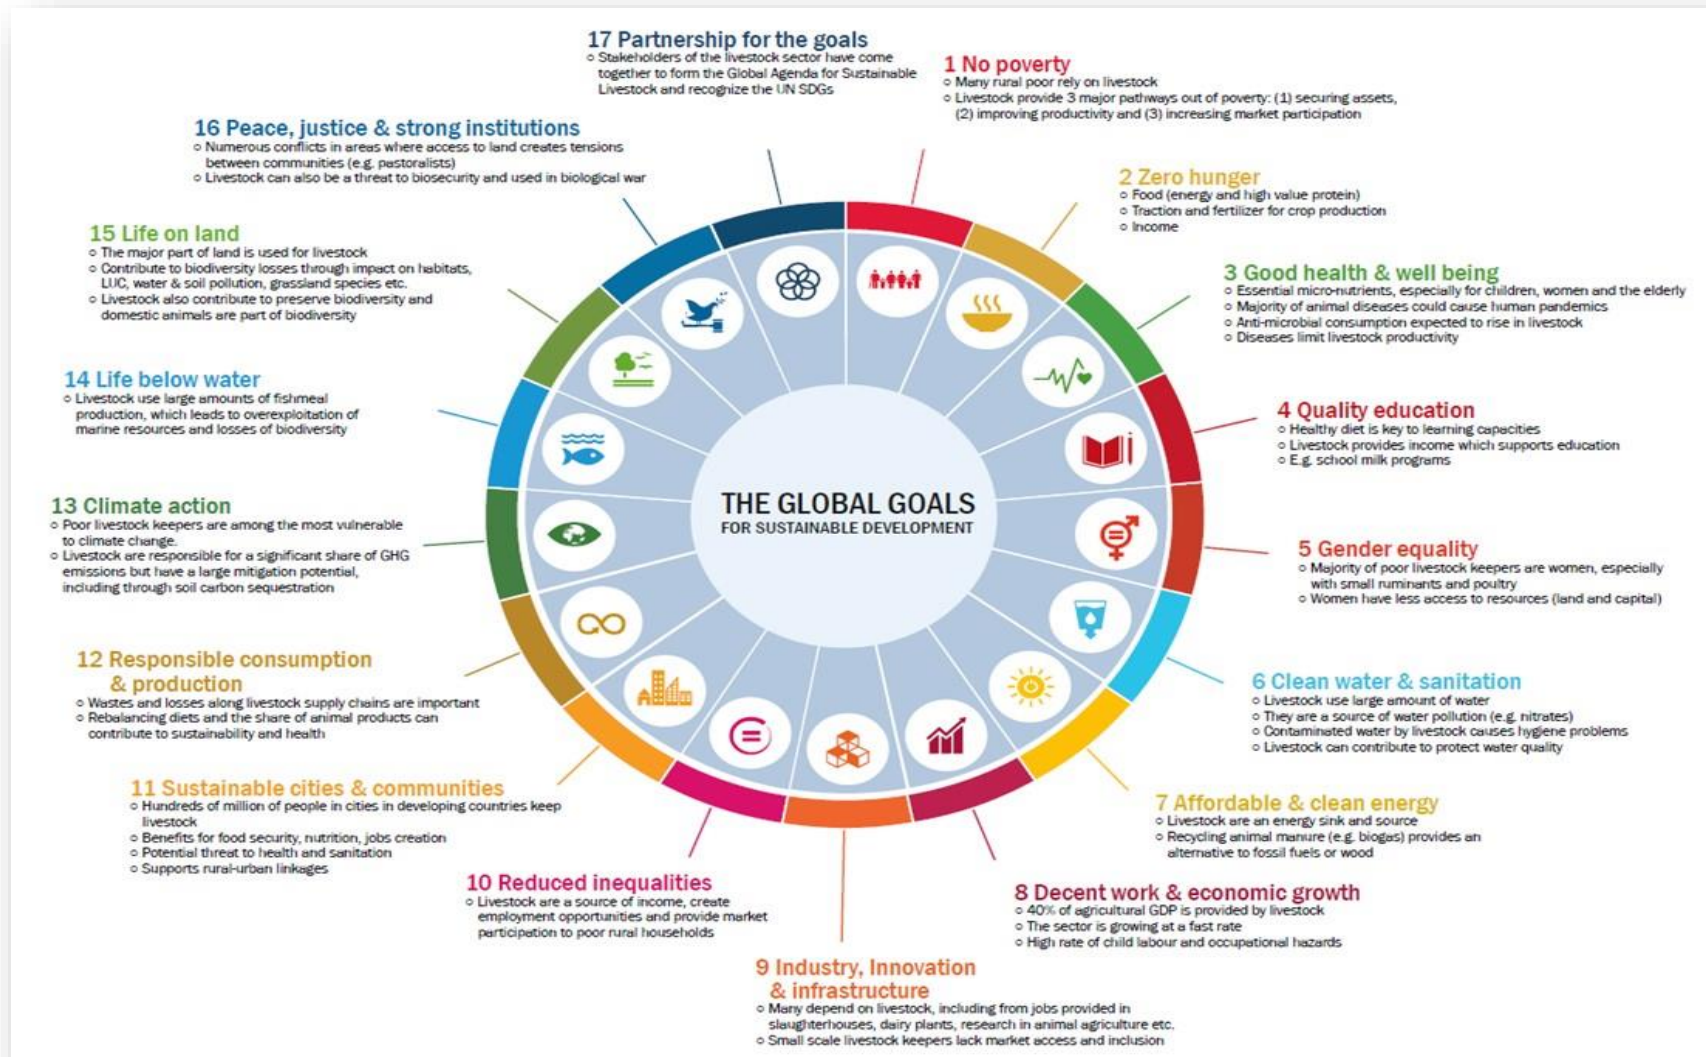 17 Partnership for the goals
○ Stakeholders of the livestock sector have come
together to form the Global Agenda for Sustainable
Livestock and recognize the UN SDGs
1 No poverty
○ Many rural poor rely on livestock
○ Livestock provide 3 major pathways out of poverty: (1) securing assets,
(2) improving productivity and (3) increasing market participation
16 Peace, justice & strong institutions
○ Numerous conflicts in areas where access to land creates tensions
between communities (e.g. pastoralists)
○ Livestock can also be a threat to biosecurity and used in biological war
2 Zero hunger
○ Food (energy and high value protein)
○ Traction and fertilizer for crop production
○ Income
15 Life on land
○ The major part of land is used for livestock
○ Contribute to biodiversity losses through impact on habitats,
LUC, water & soil pollution, grassland species etc.
○ Livestock also contribute to preserve biodiversity and
domestic animals are part of biodiversity
3 Good health & well being
○ Essential micro-nutrients, especially for children, women and the elderly
○ Majority of animal diseases could cause human pandemics
○ Anti-microbial consumption expected to rise in livestock
○ Diseases limit livestock productivity
14 Life below water
○ Livestock use large amounts of fishmeal
production, which leads to overexploitation of
marine resources and losses of biodiversity
4 Quality education
○ Healthy diet is key to learning capacities
○ Livestock provides income which supports education
○ E.g. school milk programs
THE GLOBAL GOALS
FOR SUSTAINABLE DEVELOPMENT
13 Climate action
○ Poor livestock keepers are among the most vulnerable
to climate change.
○ Livestock are responsible for a significant share of GHG
emissions but have a large mitigation potential,
including through soil carbon sequestration
5 Gender equality
○ Majority of poor livestock keepers are women, especially
with small ruminants and poultry
○ Women have less access to resources (land and capital)
12 Responsible consumption
& production
○ Wastes and losses along livestock supply chains are important
○ Rebalancing diets and the share of animal products can
contribute to sustainability and health
6 Clean water & sanitation
○ Livestock use large amount of water
○ They are a source of water pollution (e.g. nitrates)
○ Contaminated water by livestock causes hygiene problems
○ Livestock can contribute to protect water quality
11 Sustainable cities & communities
○ Hundreds of million of people in cities in developing countries keep
livestock
○ Benefits for food security, nutrition, jobs creation
○ Potential threat to health and sanitation
○ Supports rural-urban linkages
7 Affordable & clean energy
○ Livestock are an energy sink and source
○ Recycling animal manure (e.g. biogas) provides an
alternative to fossil fuels or wood
10 Reduced inequalities
○ Livestock are a source of income, create
employment opportunities and provide market
participation to poor rural households
8 Decent work & economic growth
○ 40% of agricultural GDP is provided by livestock
○ The sector is growing at a fast rate
○ High rate of child labour and occupational hazards
9 Industry, Innovation
& infrastructure
○ Many depend on livestock, including from jobs provided in
slaughterhouses, dairy plants, research in animal agriculture etc.
○ Small scale livestock keepers lack market access and inclusion